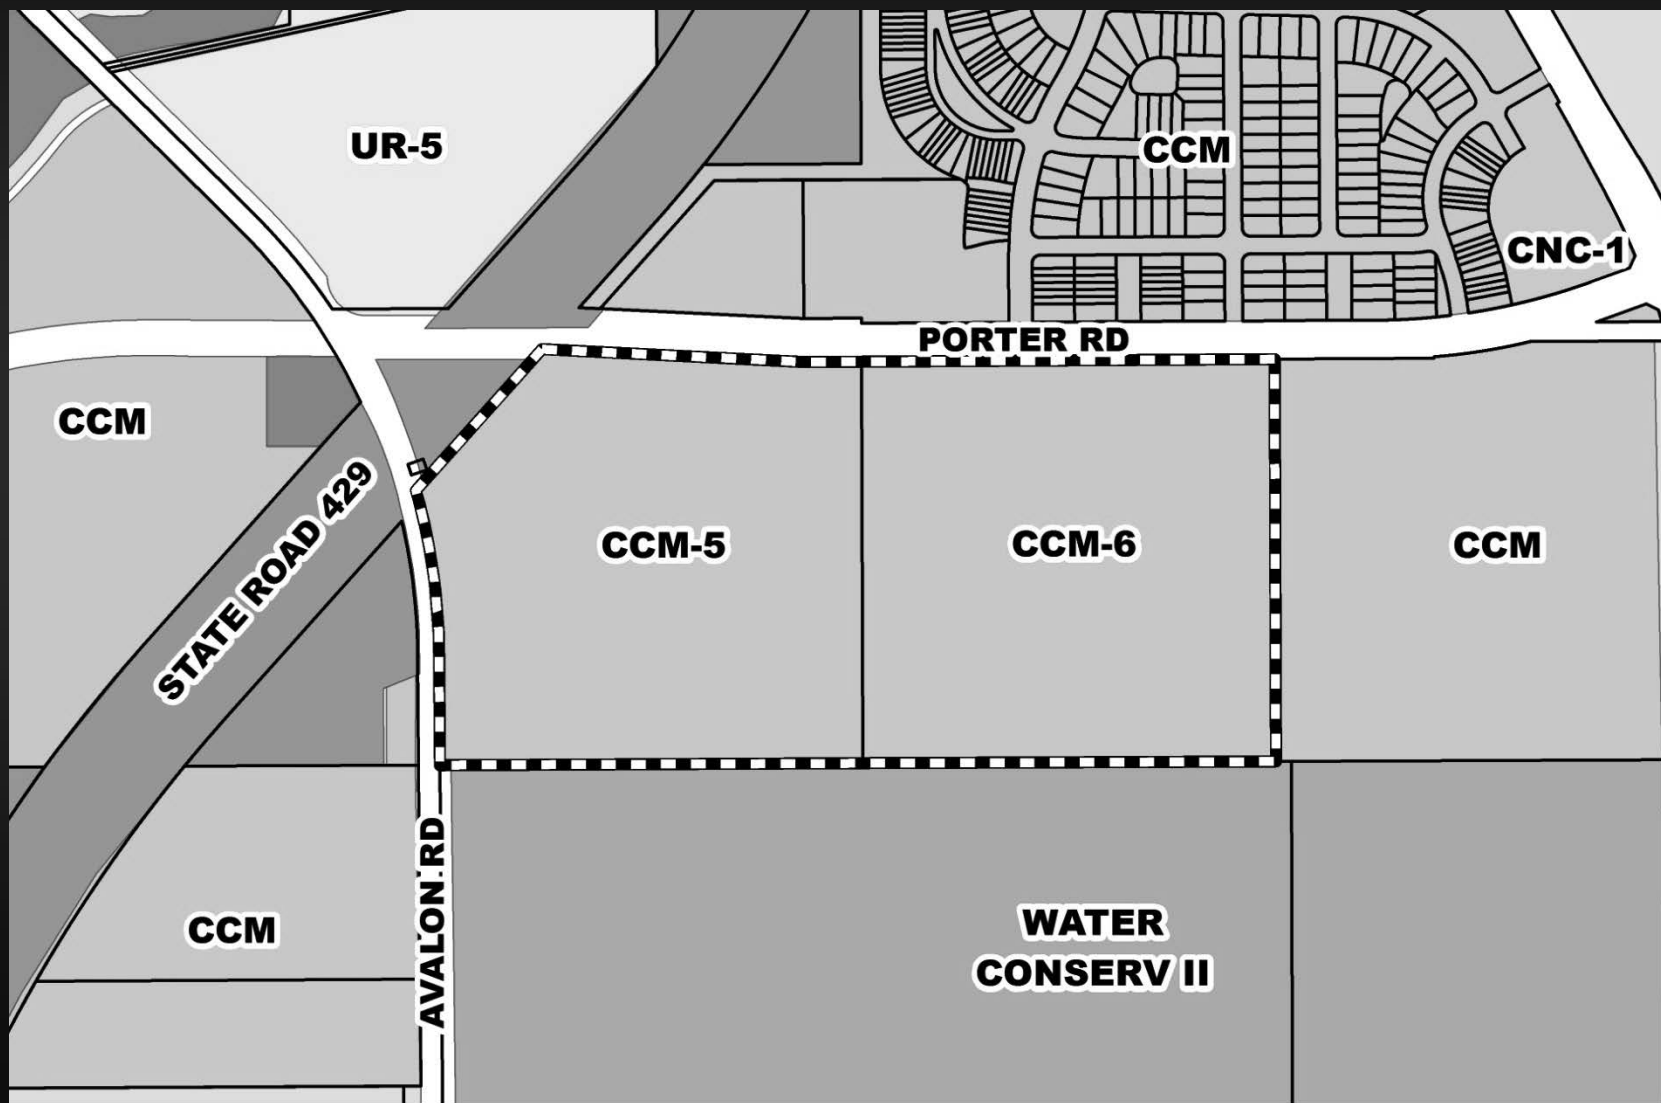 UR-5
CCM
CNC-1
PORTER RD
CCM
STATE ROAD 429
CCM-5
CCM-6
CCM
AVALON RD
CCM
WATER
CONSERV II